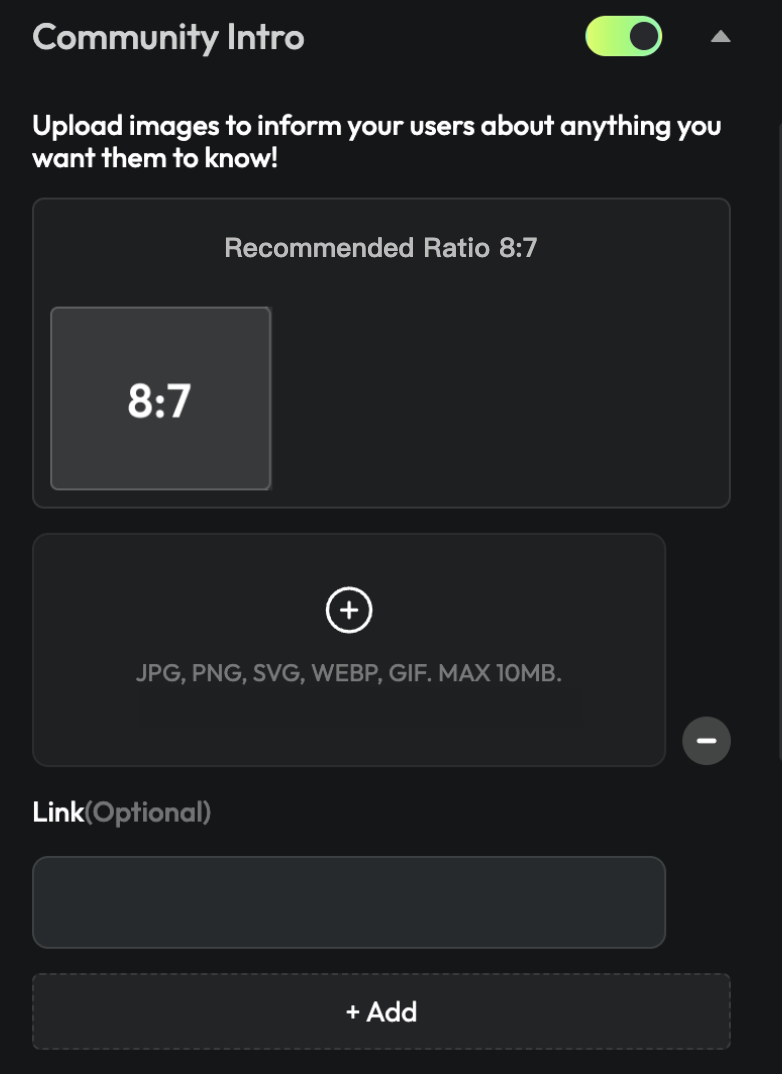 Community Intro
Upload images to inform your users about anything you
want them to know!
Recommended Ratio 8:7
8:7
JPG, PNG, SVG, WEBP, GIF. MAX 10MB.
Link(Optional)
+ Add